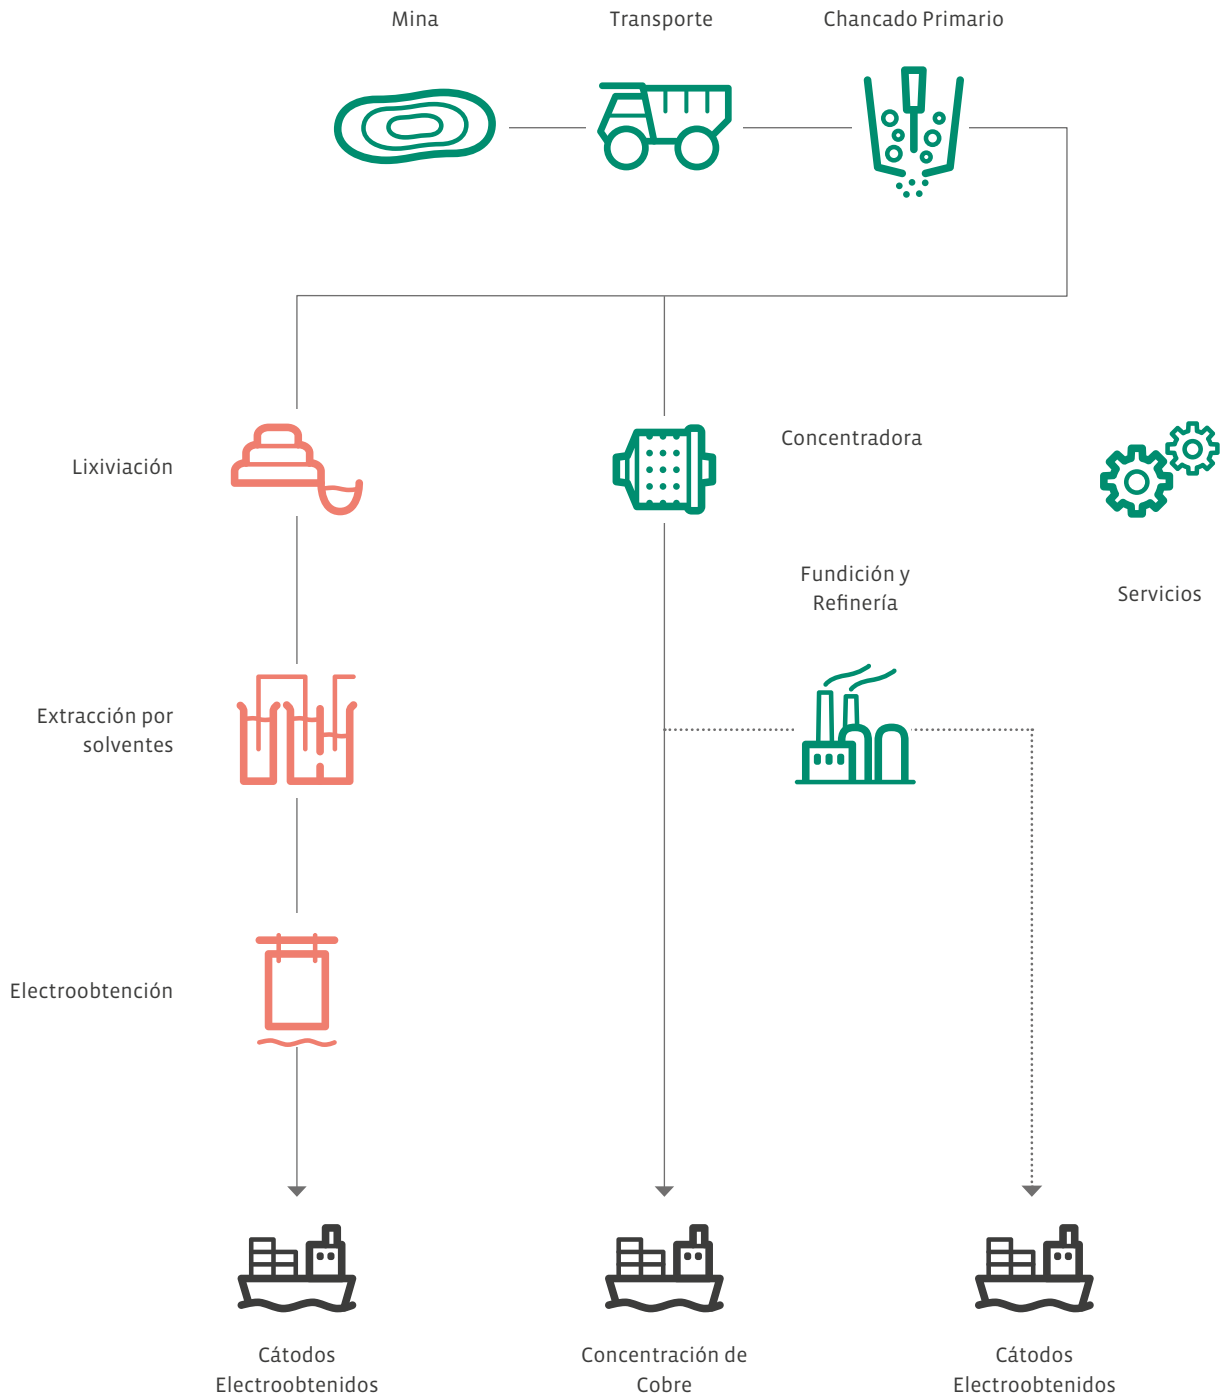 Mina
Transporte
Chancado Primario
Lixiviación
Concentradora
Fundición y
Refinería
Servicios
Extracción por
solventes
Electroobtención
Cátodos
Electroobtenidos
Concentración de
Cobre
Cátodos
Electroobtenidos